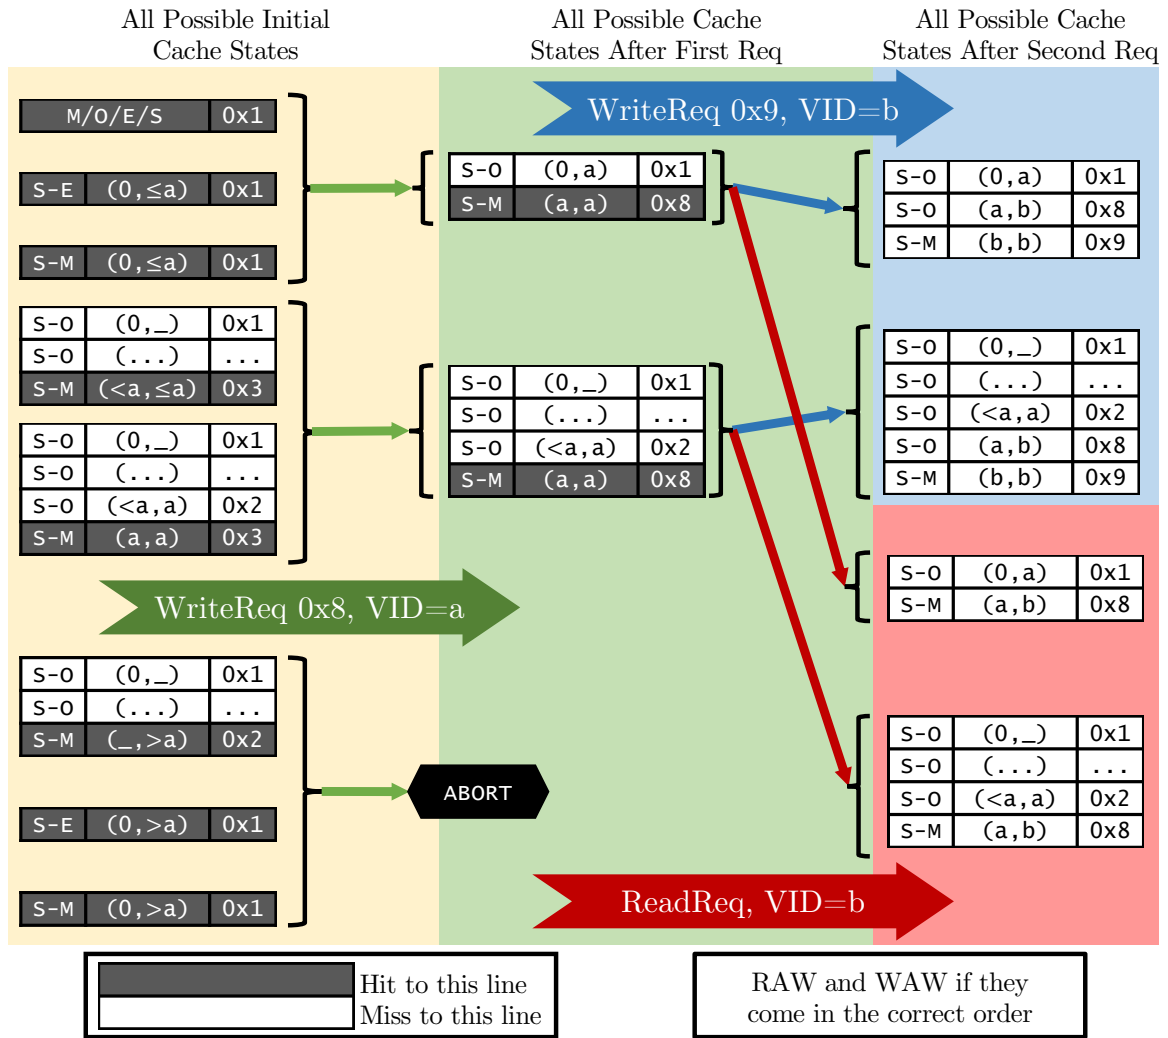 All Possible Initial
Cache States
All Possible Cache
States After First Req
All Possible Cache
States After Second Req
M/O/E/S 0x1
S-E (0,≤a) 0x1
S-M (0,≤a) 0x1
S-O (0,_) 0x1
S-O (...) ...
S-M (<a,≤a) 0x3
S-O (0,_) 0x1
S-O (...) ...
S-O (<a,a) 0x2
S-M (a,a) 0x3
WriteReq 0x8, VID=a
S-O (0,_) 0x1
S-O (...) ...
S-M (_,>a) 0x2
S-E (0,>a) 0x1
S-M (0,>a) 0x1
WriteReq 0x9, VID=b
S-O (0,a) 0x1
S-M (a,a) 0x8
S-O (0,_) 0x1
S-O (...) ...
S-O (<a,a) 0x2
S-M (a,a) 0x8
ABORT
ReadReq, VID=b
S-O (0,a) 0x1
S-O (a,b) 0x8
S-M (b,b) 0x9
S-O (0,_) 0x1
S-O (...) ...
S-O (<a,a) 0x2
S-O (a,b) 0x8
S-M (b,b) 0x9
S-O (0,a) 0x1
S-M (a,b) 0x8
S-O (0,_) 0x1
S-O (...) ...
S-O (<a,a) 0x2
S-M (a,b) 0x8
Hit to this line
Miss to this line
RAW and WAW if they
come in the correct order